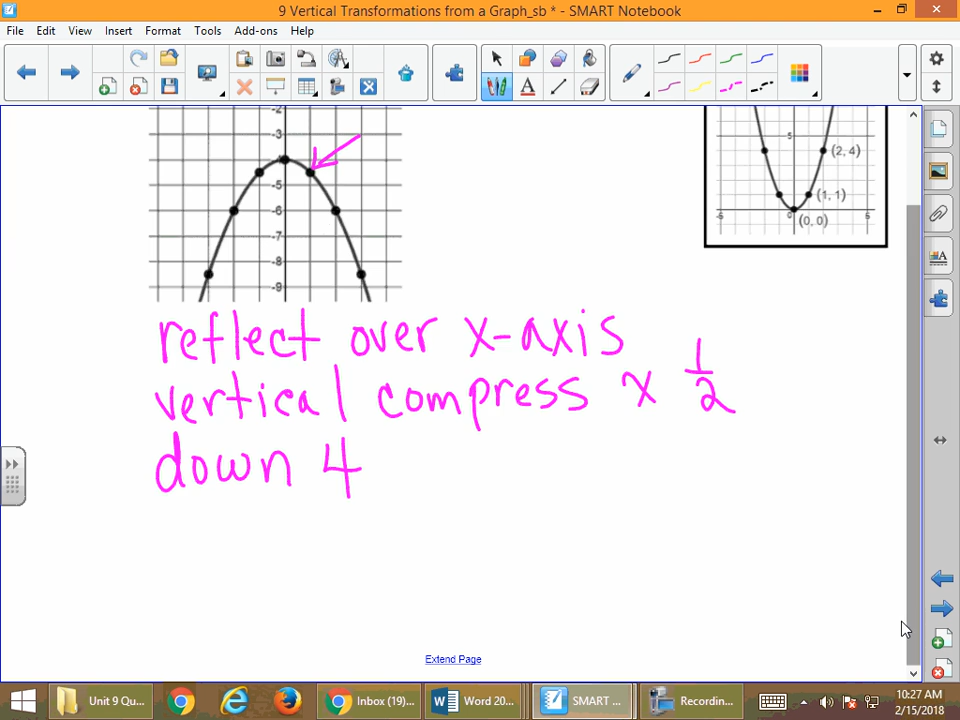 9 Vertical Transformations from a Graph_sb * - SMART Notebook
File Edit View Insert Format Tools Add-ons Help
-2
-3
-5
-6
-7
-8
-9
5
(2, 4)
(1, 1)
-6 0 6
(0, 0)
reflect over x-axis
vertical compress x 1/2
down 4
Extend Page
Unit 9 Qu... Inbox (19)... Word 20... SMART ... Recordin...
10:27 AM
2/15/2018